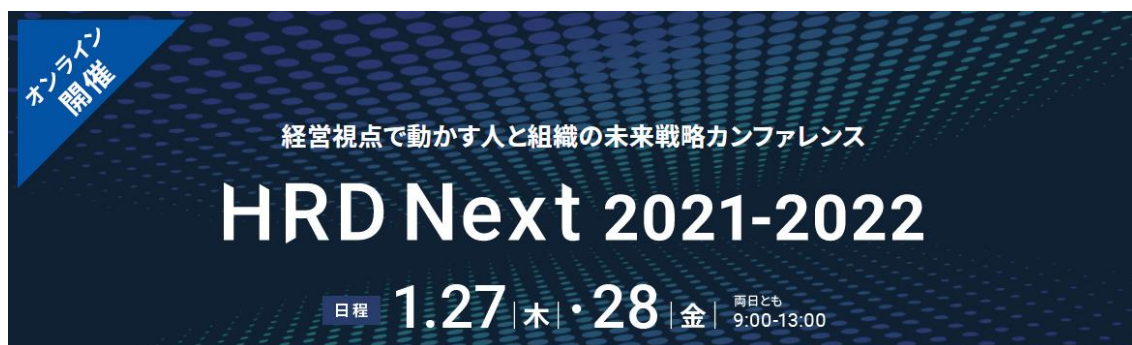 オンライン
開催
経営視点で動かす人と組織の未来戦略カンファレンス
HRD Next 2021-2022
日程 1.27|木|・28|金| 両日とも
9:00-13:00